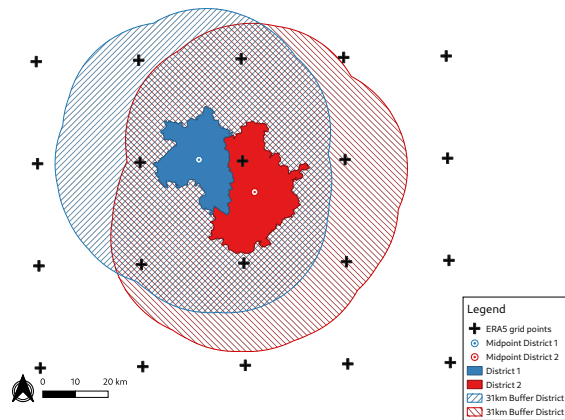 Legend
ERA5 grid points
Midpoint District 1
Midpoint District 2
District 1
District 2
31km Buffer District
31km Buffer District
0 10 20 km